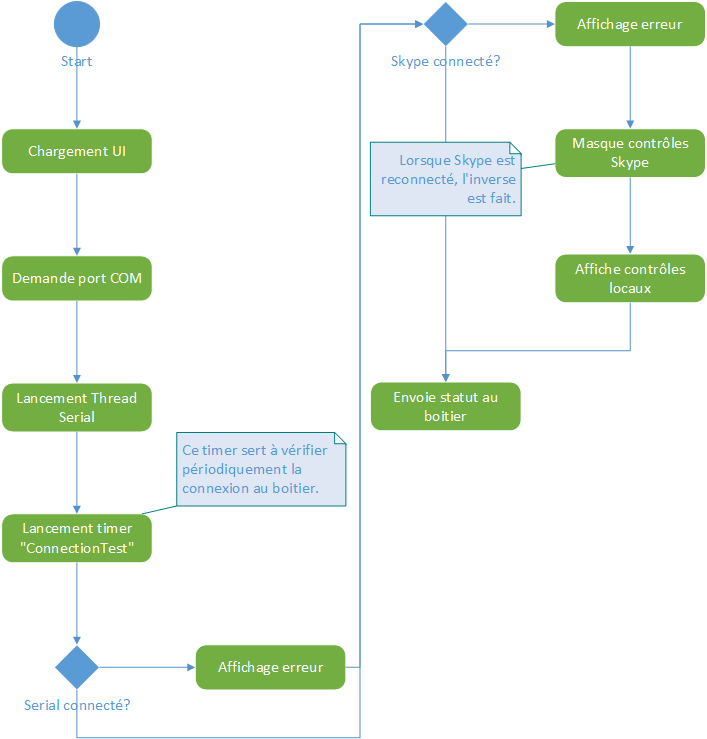 Start
Chargement UI
Demande port COM
Lancement Thread
Serial
Ce timer sert à vérifier
périodiquement la
connexion au boitier.
Lancement timer
"ConnectionTest"
Serial connecté?
Affichage erreur
Skype connecté?
Affichage erreur
Lorsque Skype est
reconnecté, l'inverse
est fait.
Masque contrôles
Skype
Affiche contrôles
locaux
Envoie statut au
boitier